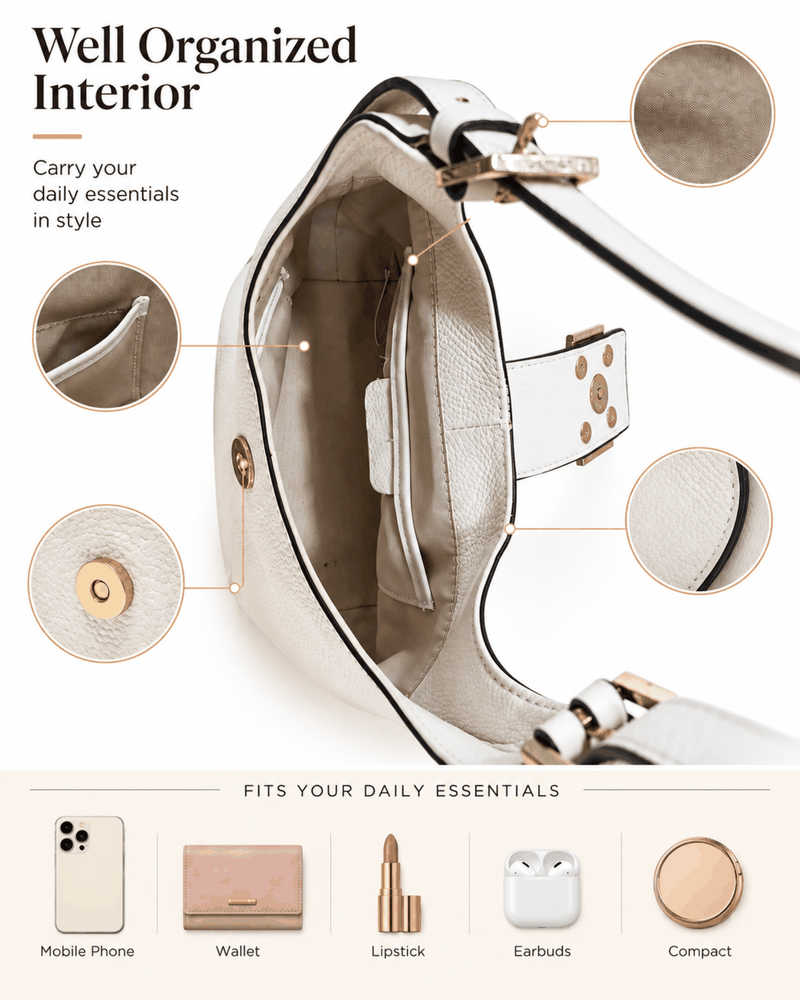 Well Organized
Interior
Carry your
daily essentials
in style
FITS YOUR DAILY ESSENTIALS
Mobile Phone
Wallet
Lipstick
Earbuds
Compact